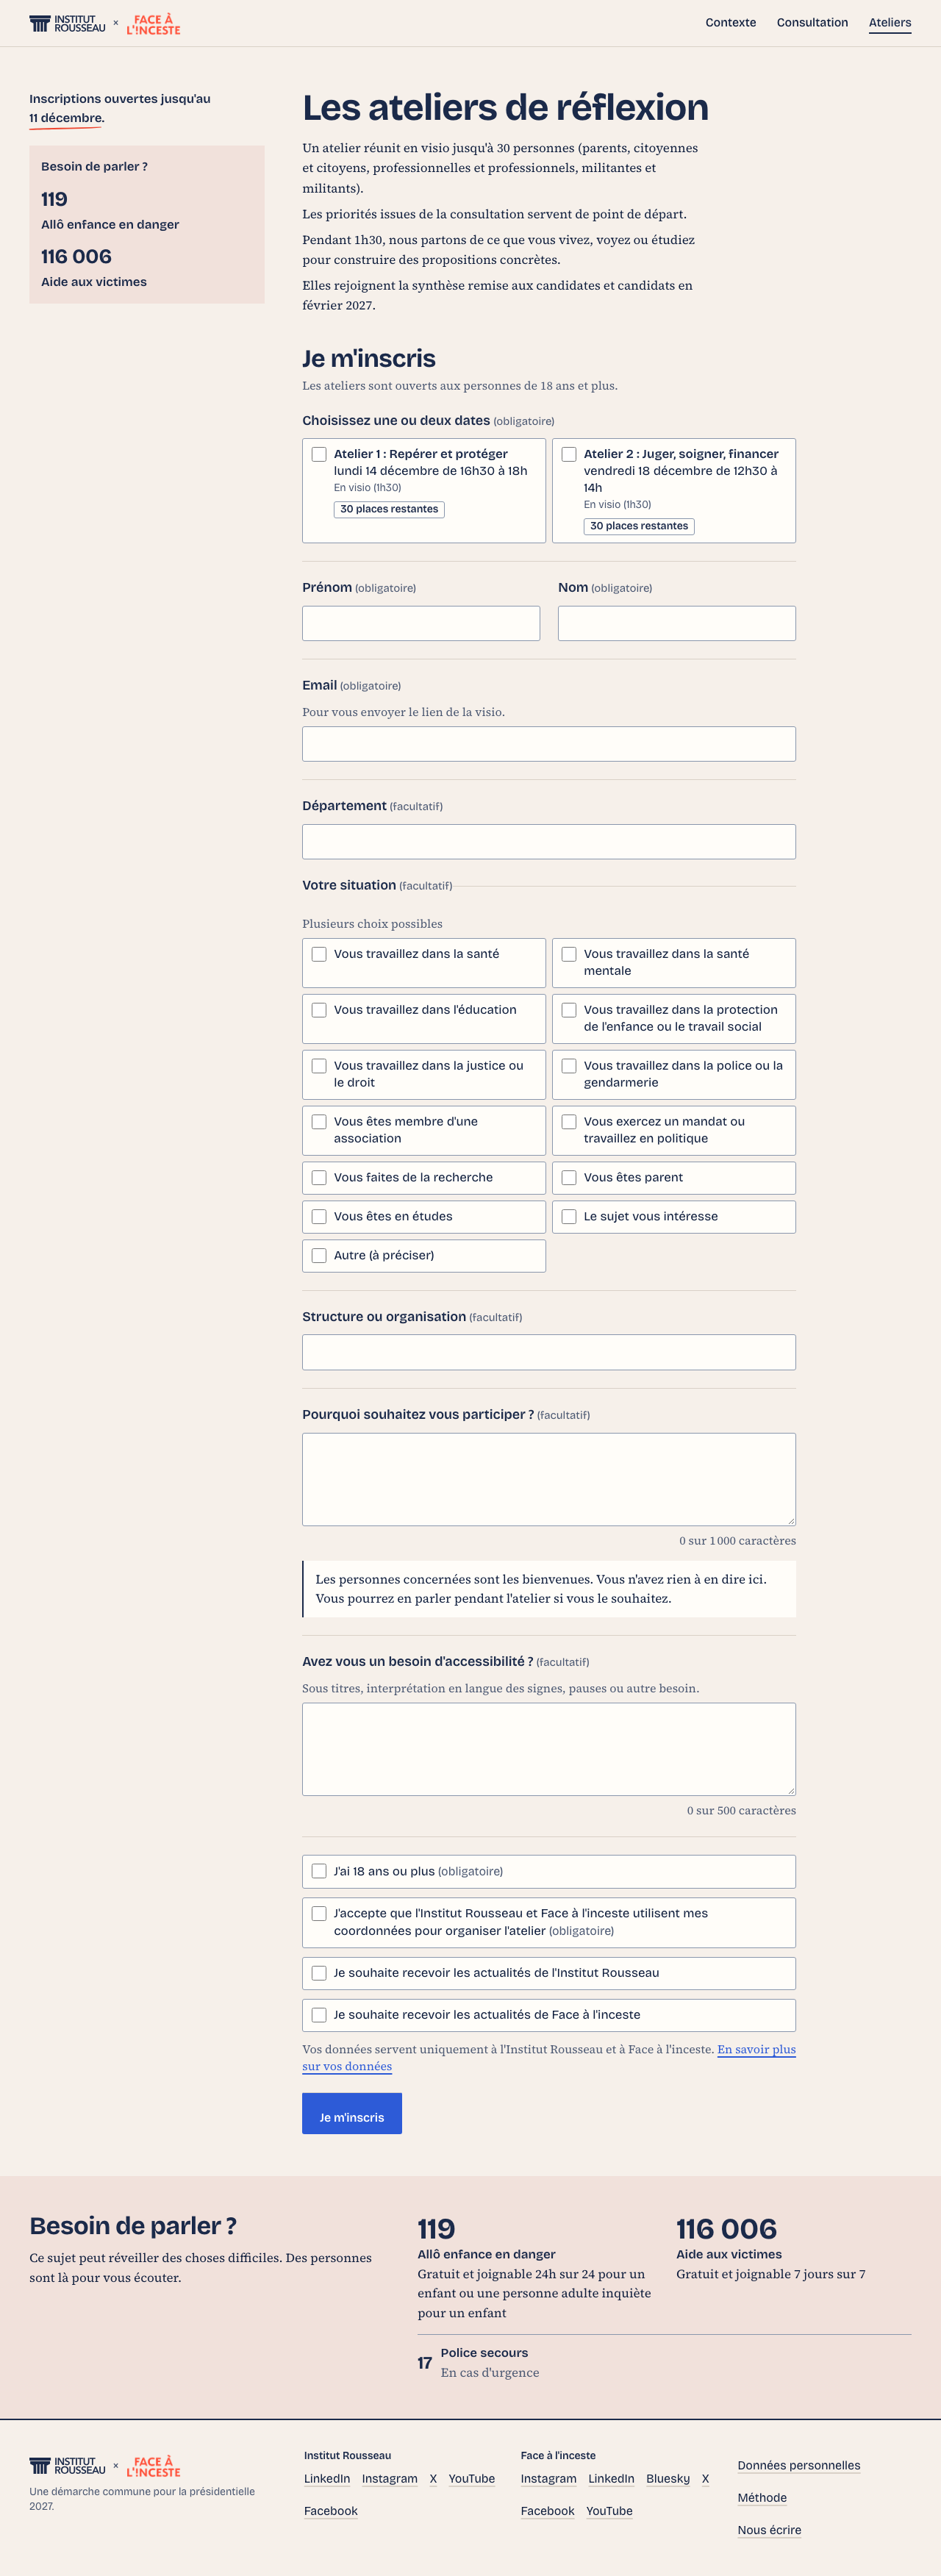 INSTITUT
ROUSSEAU
×
FACE À
L'INCESTE
Contexte
Consultation
Ateliers
Inscriptions ouvertes jusqu'au
11 décembre.
Besoin de parler ?
119
Allô enfance en danger
116 006
Aide aux victimes
Les ateliers de réflexion
Un atelier réunit en visio jusqu'à 30 personnes (parents, citoyennes
et citoyens, professionnelles et professionnels, militantes et
militants).
Les priorités issues de la consultation servent de point de départ.
Pendant 1h30, nous partons de ce que vous vivez, voyez ou étudiez
pour construire des propositions concrètes.
Elles rejoignent la synthèse remise aux candidates et candidats en
février 2027.
Je m'inscris
Les ateliers sont ouverts aux personnes de 18 ans et plus.
Choisissez une ou deux dates (obligatoire)
Atelier 1 : Repérer et protéger
lundi 14 décembre de 16h30 à 18h
En visio (1h30)
30 places restantes
Atelier 2 : Juger, soigner, financer
vendredi 18 décembre de 12h30 à
14h
En visio (1h30)
30 places restantes
Prénom (obligatoire)
Nom (obligatoire)
Email (obligatoire)
Pour vous envoyer le lien de la visio.
Département (facultatif)
Votre situation (facultatif)
Plusieurs choix possibles
Vous travaillez dans la santé
Vous travaillez dans la santé
mentale
Vous travaillez dans l'éducation
Vous travaillez dans la protection
de l'enfance ou le travail social
Vous travaillez dans la justice ou
le droit
Vous travaillez dans la police ou la
gendarmerie
Vous êtes membre d'une
association
Vous exercez un mandat ou
travaillez en politique
Vous faites de la recherche
Vous êtes parent
Vous êtes en études
Le sujet vous intéresse
Autre (à préciser)
Structure ou organisation (facultatif)
Pourquoi souhaitez vous participer ? (facultatif)
0 sur 1 000 caractères
Les personnes concernées sont les bienvenues. Vous n'avez rien à en dire ici.
Vous pourrez en parler pendant l'atelier si vous le souhaitez.
Avez vous un besoin d'accessibilité ? (facultatif)
Sous titres, interprétation en langue des signes, pauses ou autre besoin.
0 sur 500 caractères
J'ai 18 ans ou plus (obligatoire)
J'accepte que l'Institut Rousseau et Face à l'inceste utilisent mes
coordonnées pour organiser l'atelier (obligatoire)
Je souhaite recevoir les actualités de l'Institut Rousseau
Je souhaite recevoir les actualités de Face à l'inceste
Vos données servent uniquement à l'Institut Rousseau et à Face à l'inceste. En savoir plus
sur vos données
Je m'inscris
Besoin de parler ?
Ce sujet peut réveiller des choses difficiles. Des personnes
sont là pour vous écouter.
119
Allô enfance en danger
Gratuit et joignable 24h sur 24 pour un
enfant ou une personne adulte inquiète
pour un enfant
116 006
Aide aux victimes
Gratuit et joignable 7 jours sur 7
17
Police secours
En cas d'urgence
INSTITUT
ROUSSEAU
×
FACE À
L'INCESTE
Une démarche commune pour la présidentielle
2027.
Institut Rousseau
LinkedIn Instagram X YouTube
Facebook
Face à l'inceste
Instagram LinkedIn Bluesky X
Facebook YouTube
Données personnelles
Méthode
Nous écrire